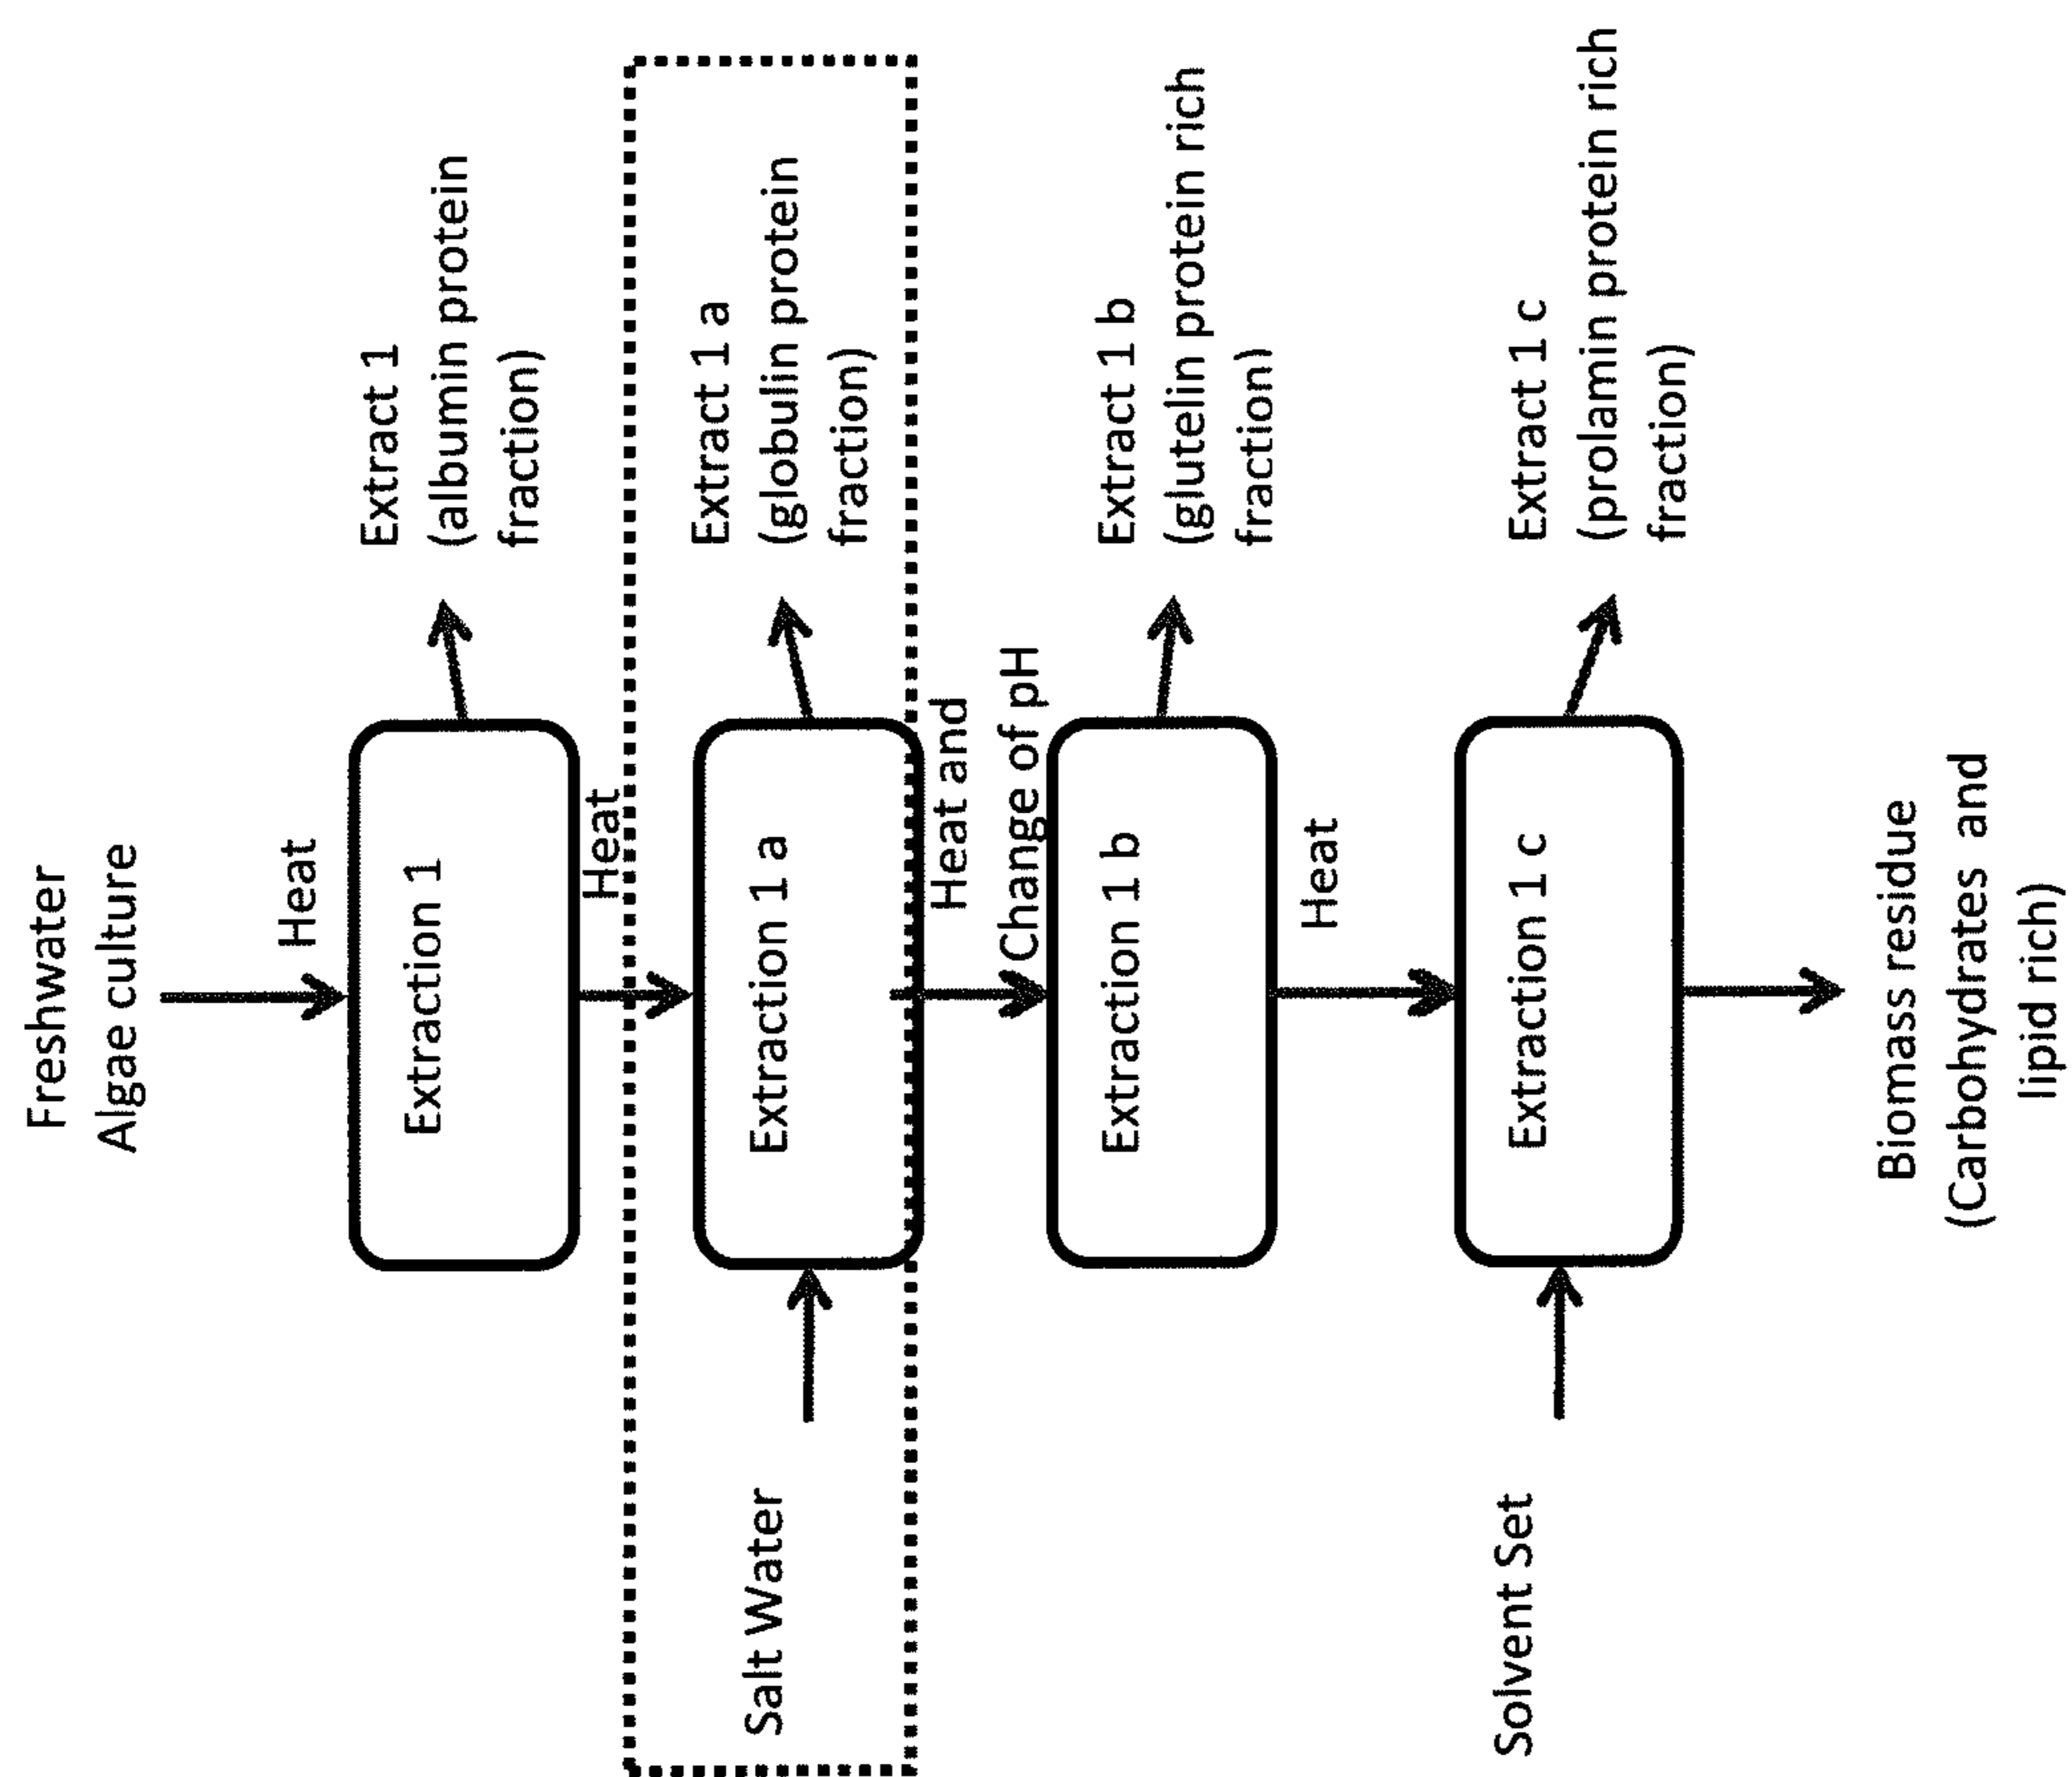 Freshwater
Algae culture
Heat
Extraction 1
Extract 1
(albumin protein
fraction)
Heat
Salt Water
Extraction 1 a
Extract 1 a
(globulin protein
fraction)
Heat and
Change of pH
Extraction 1 b
Extract 1 b
(glutelin protein rich
fraction)
Heat
Solvent Set
Extraction 1 c
Extract 1 c
(prolamin protein rich
fraction)
Biomass residue
(Carbohydrates and
lipid rich)